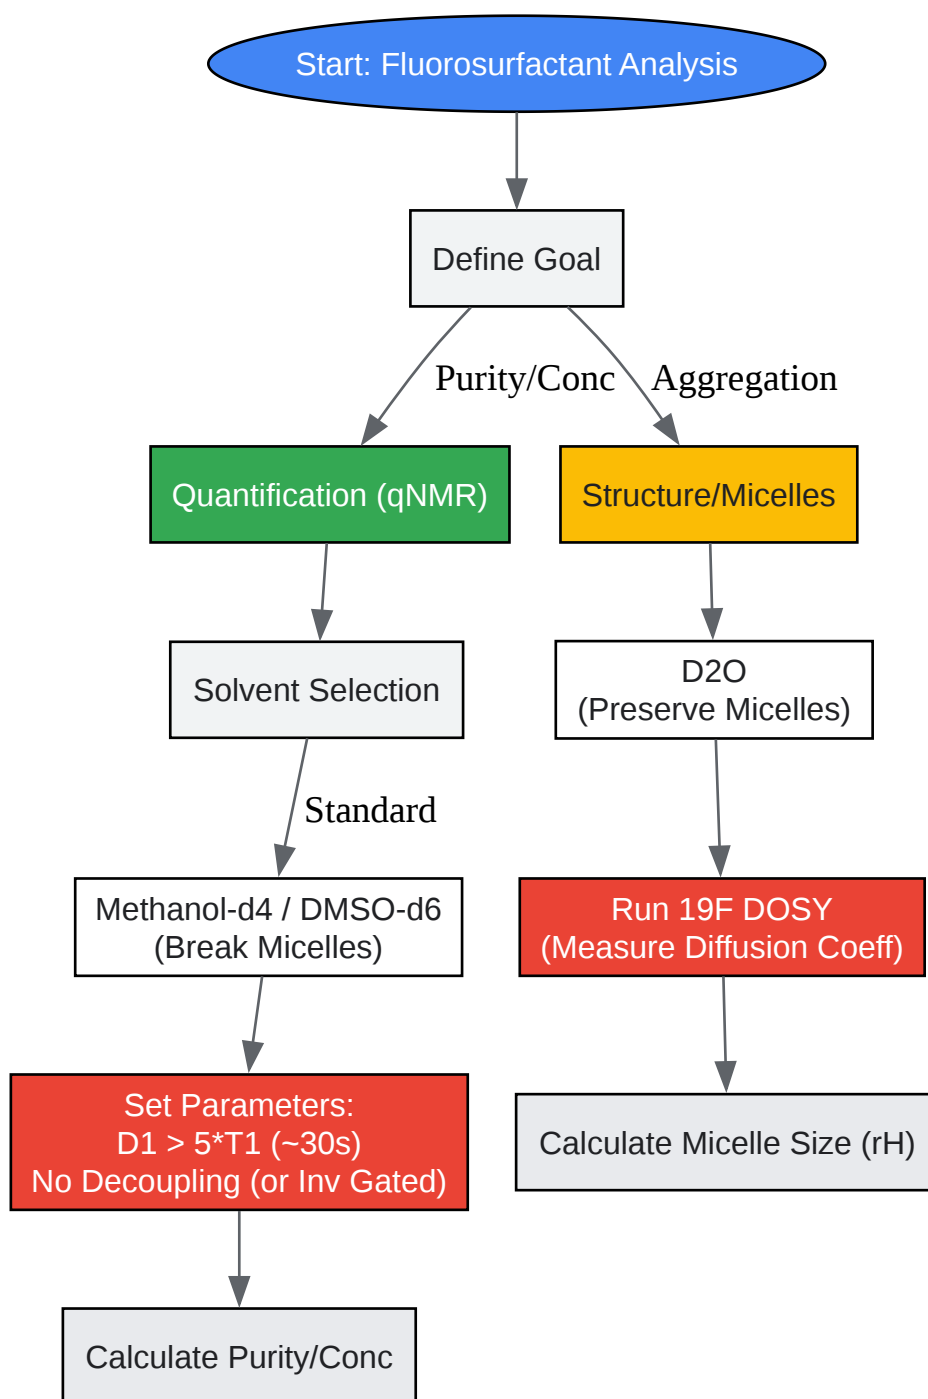 Start: Fluorosurfactant Analysis
Define Goal
Purity/Conc
Aggregation
Quantification (qNMR)
Structure/Micelles
Solvent Selection
D2O
(Preserve Micelles)
Standard
Methanol-d4 / DMSO-d6
(Break Micelles)
Run 19F DOSY
(Measure Diffusion Coeff)
Set Parameters:
D1 > 5*T1 (~30s)
No Decoupling (or Inv Gated)
Calculate Micelle Size (rH)
Calculate Purity/Conc